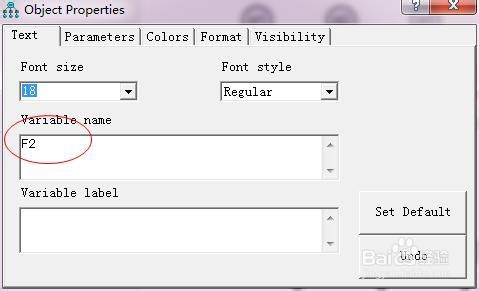 Object Properties
Text Parameters Colors Format Visibility
Font size Font style
18 Regular
Variable name
F2
Variable label
Set Default
Undo
Baidu 经验